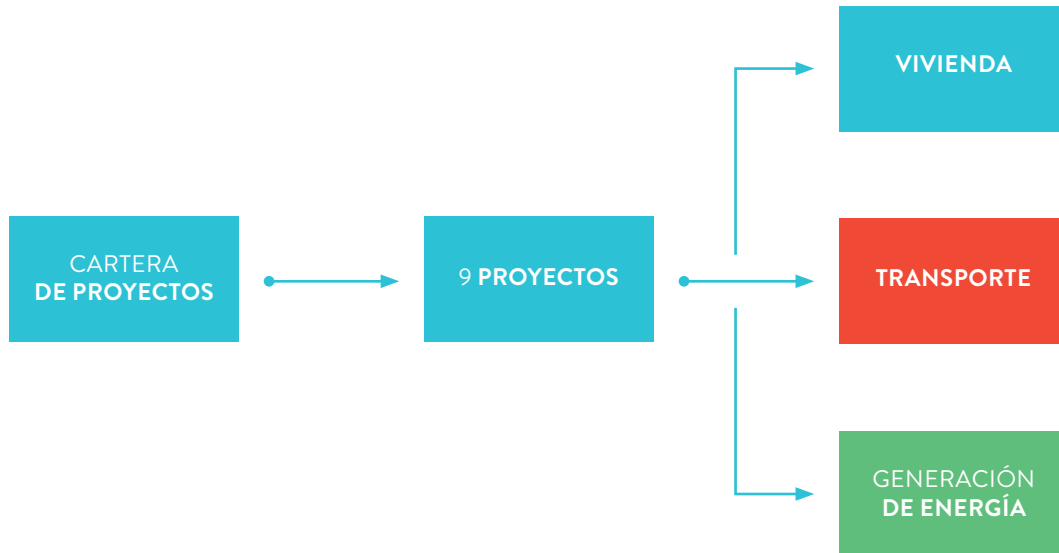 VIVIENDA
CARTERA
DE PROYECTOS
9 PROYECTOS
TRANSPORTE
GENERACIÓN
DE ENERGÍA